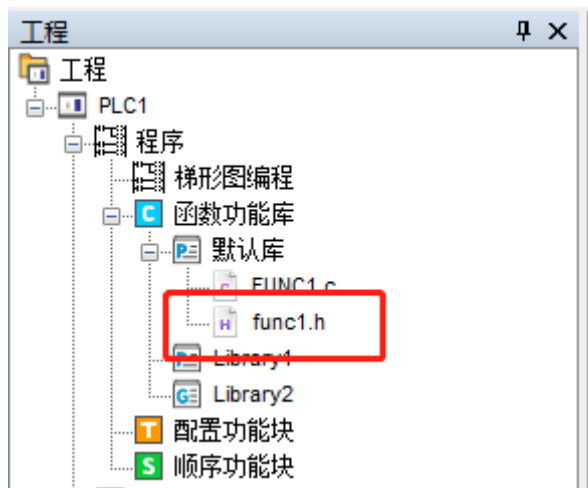 工程
工程
PLC1
程序
梯形图编程
C 函数功能库
P 默认库
C FUNC1.c
H func1.h
P Library1
G Library2
T 配置功能块
S 顺序功能块